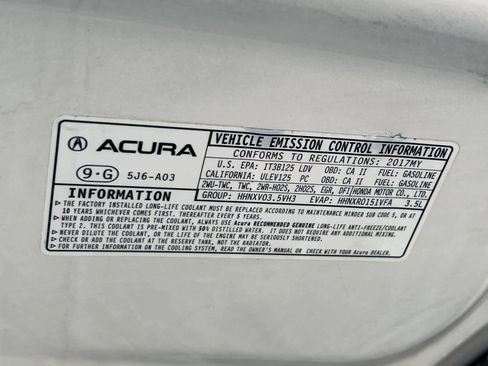 ACURA
9·G 5J6-A03
VEHICLE EMISSION CONTROL INFORMATION
CONFORMS TO REGULATIONS: 2017MY
U.S. EPA: IT3B125 LDV OBD: CA II FUEL: GASOLINE
CALIFORNIA: ULEV125 PC OBD: CA II FUEL: GASOLINE
2WU-TWC, TWC, 2WR-HO2S, 2HO2S, EGR, DFI HONDA MOTOR CO., LTD.
GROUP: HHNXV03.5VH3 EVAP: HHNXR0151VFA 3.5L
INFORMATION
▶ THE FACTORY INSTALLED LONG-LIFE COOLANT MUST BE REPLACED ACCORDING TO MAINTENANCE MINDER SUB CODE 5, OR AT
10 YEARS WHICHEVER COMES FIRST. THEREAFTER EVERY 5 YEARS.
▶ WHEN ADDING OR REPLACING THE COOLANT, ALWAYS USE Acura RECOMMENDED GENUINE LONG-LIFE ANTI-FREEZE/COOLANT
TYPE 2. THIS COOLANT IS PRE-MIXED WITH 50% DISTILLED WATER. IT DOES NOT REQUIRE ANY ADDITIONAL MIXING.
▶ NEVER DILUTE THE COOLANT, OR THE LIFE OF THE ENGINE MAY BE SERIOUSLY DIMINISHED DUE TO CORROSION.
▶ CHECK OR ADD COOLANT AT THE RESERVE TANK, NOT AT THE RADIATOR.
▶ FOR FURTHER INFORMATION ON THE COOLING SYSTEM, READ THE OWNER'S MANUAL OR CHECK WITH YOUR Acura DEALER.